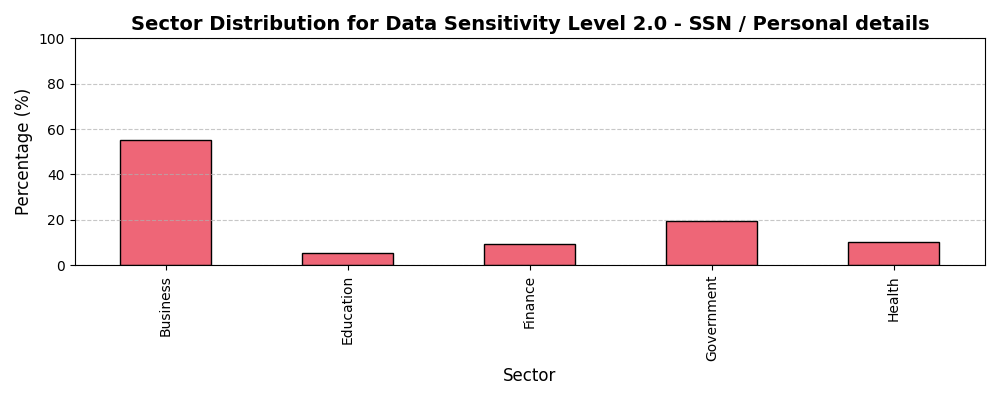 Sector Distribution for Data Sensitivity Level 2.0 - SSN / Personal details
Percentage (%)
100
80
60
40
20
0
Business
Education
Finance
Government
Health
Sector